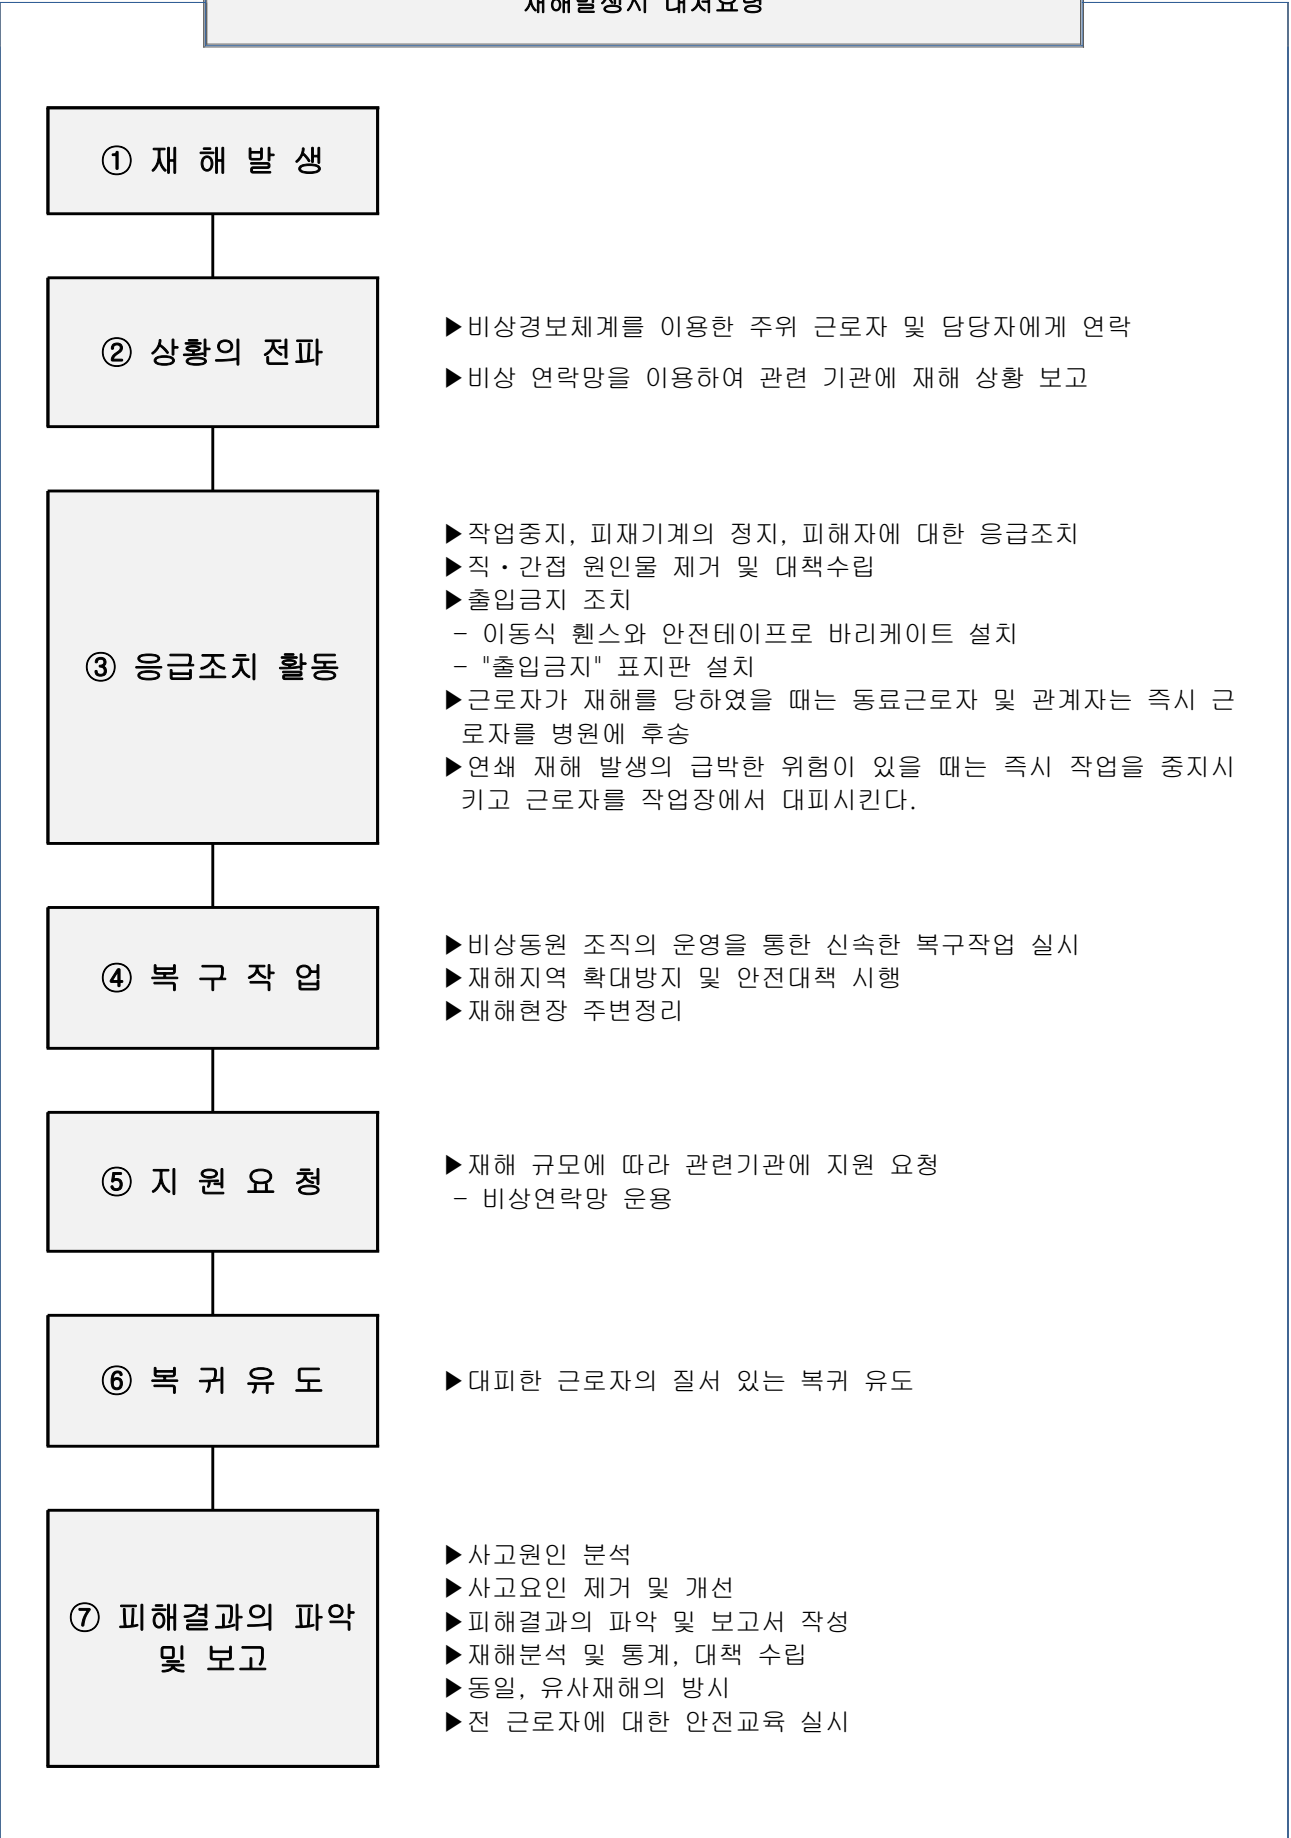 재해발생시 대처요령
① 재 해 발 생
② 상황의 전파
▶비상경보체계를 이용한 주위 근로자 및 담당자에게 연락
▶비상 연락망을 이용하여 관련 기관에 재해 상황 보고
③ 응급조치 활동
▶작업중지, 피재기계의 정지, 피해자에 대한 응급조치
▶직・간접 원인물 제거 및 대책수립
▶출입금지 조치
- 이동식 휀스와 안전테이프로 바리케이트 설치
- "출입금지" 표지판 설치
▶근로자가 재해를 당하였을 때는 동료근로자 및 관계자는 즉시 근
로자를 병원에 후송
▶연쇄 재해 발생의 급박한 위험이 있을 때는 즉시 작업을 중지시
키고 근로자를 작업장에서 대피시킨다.
④ 복 구 작 업
▶비상동원 조직의 운영을 통한 신속한 복구작업 실시
▶재해지역 확대방지 및 안전대책 시행
▶재해현장 주변정리
⑤ 지 원 요 청
▶재해 규모에 따라 관련기관에 지원 요청
- 비상연락망 운용
⑥ 복 귀 유 도
▶대피한 근로자의 질서 있는 복귀 유도
⑦ 피해결과의 파악
및 보고
▶사고원인 분석
▶사고요인 제거 및 개선
▶피해결과의 파악 및 보고서 작성
▶재해분석 및 통계, 대책 수립
▶동일, 유사재해의 방시
▶전 근로자에 대한 안전교육 실시